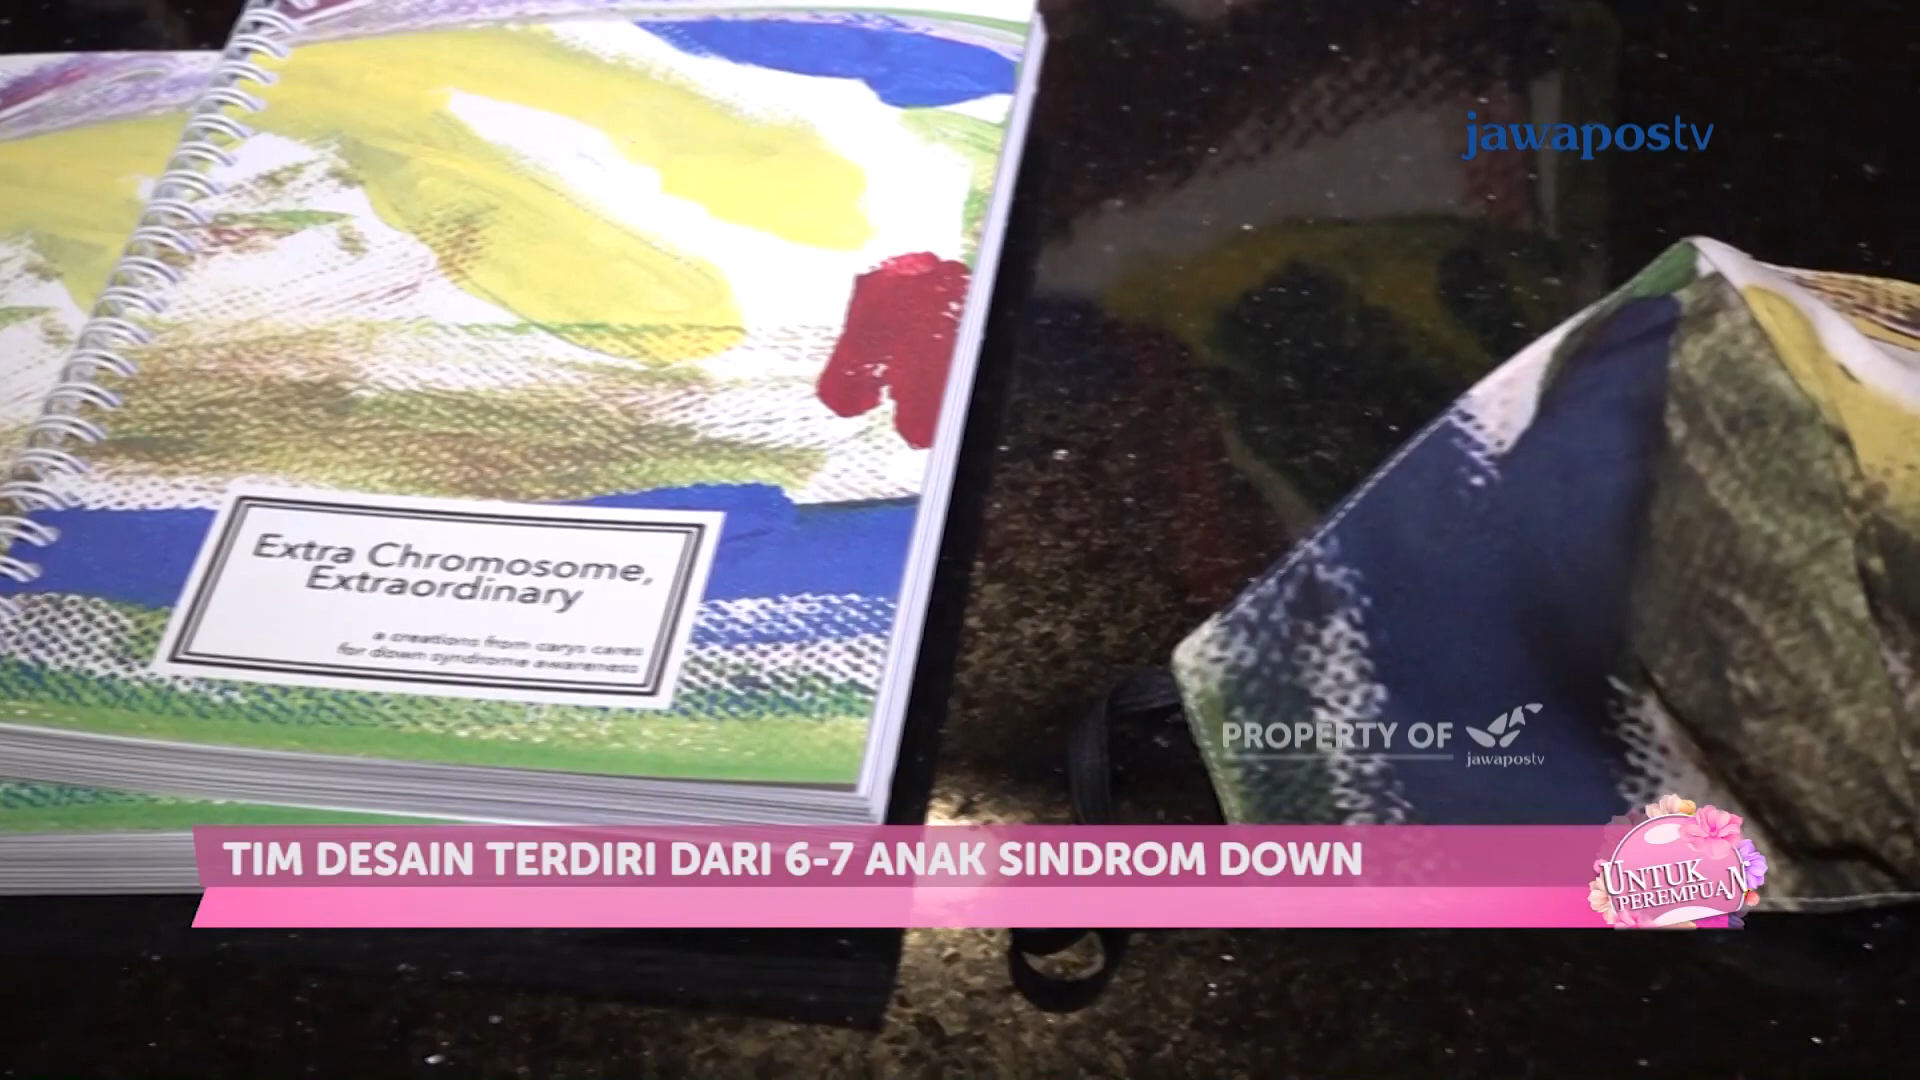 jawapostv
Extra Chromosome,
Extraordinary
a creations from carys cares
for down syndrome awareness
PROPERTY OF
jawapostv
TIM DESAIN TERDIRI DARI 6-7 ANAK SINDROM DOWN
UNTUK
PEREMPUAN